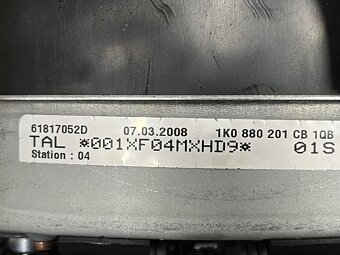 61817052D 07.03.2008 1K0 880 201 CB 1QB
TAL *001XF04MXHD9* 01S
Station : 04